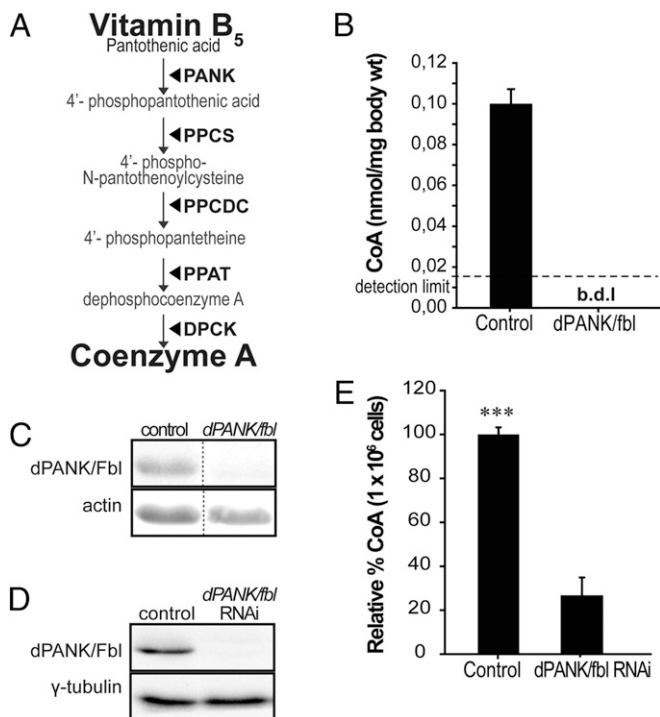 A
Vitamin B5
Pantothenic acid
PANK
4'- phosphopantothenic acid
PPCS
4'- phospho-
N-pantothenoylcysteine
PPCDC
4'- phosphopantetheine
PPAT
dephosphocoenzyme A
DPCK
Coenzyme A
B
CoA (nmol/mg body wt)
0,12
0,10
0,08
0,06
0,04
0,02
0,00
detection limit
b.d.l
Control
dPANK/fbl
C
control
dPANK/fbl
dPANK/Fbl
actin
D
control
dPANK/fbl
RNAi
dPANK/Fbl
γ-tubulin
E
Relative % CoA (1 x 10⁶ cells)
120
100
80
60
40
20
0
***
Control
dPANK/fbl RNAi